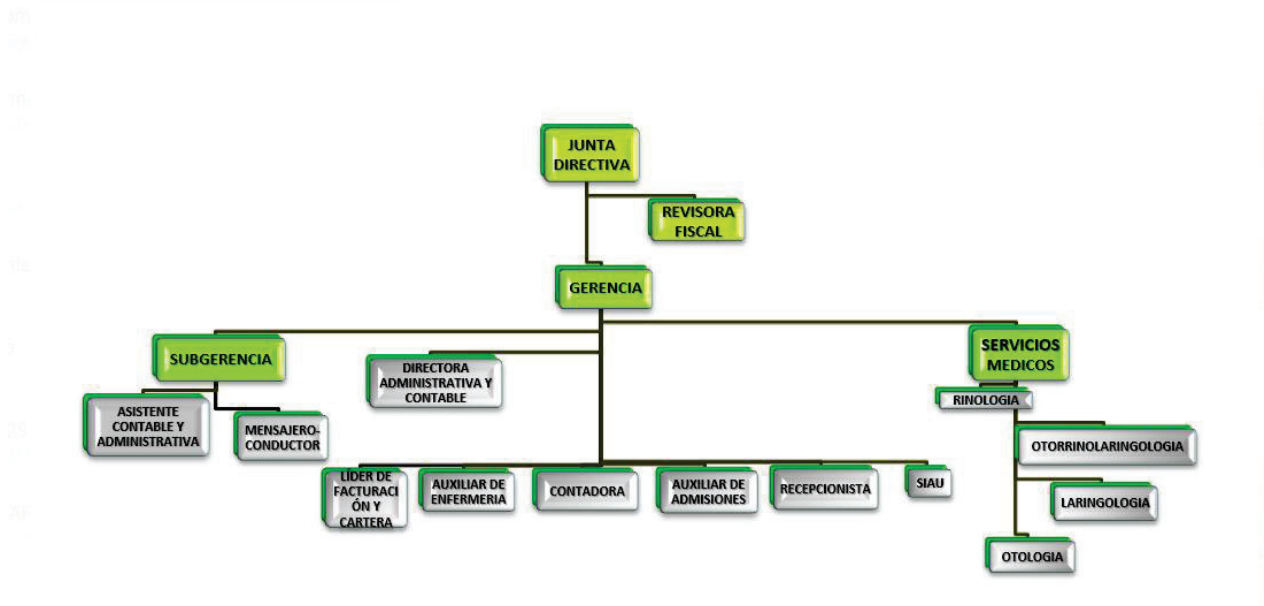 JUNTA
DIRECTIVA
REVISORA
FISCAL
GERENCIA
SUBGERENCIA
DIRECTORA
ADMINISTRATIVA Y
CONTABLE
SERVICIOS
MEDICOS
ASISTENTE
CONTABLE Y
ADMINISTRATIVA
MENSAJERO-
CONDUCTOR
RINOLOGIA
OTORRINOLARINGOLOGIA
LARINGOLOGIA
OTOLOGIA
LÍDER DE
FACTURACI
ÓN Y
CARTERA
AUXILIAR DE
ENFERMERIA
CONTADORA
AUXILIAR DE
ADMISIONES
RECEPCIONISTA
SIAU